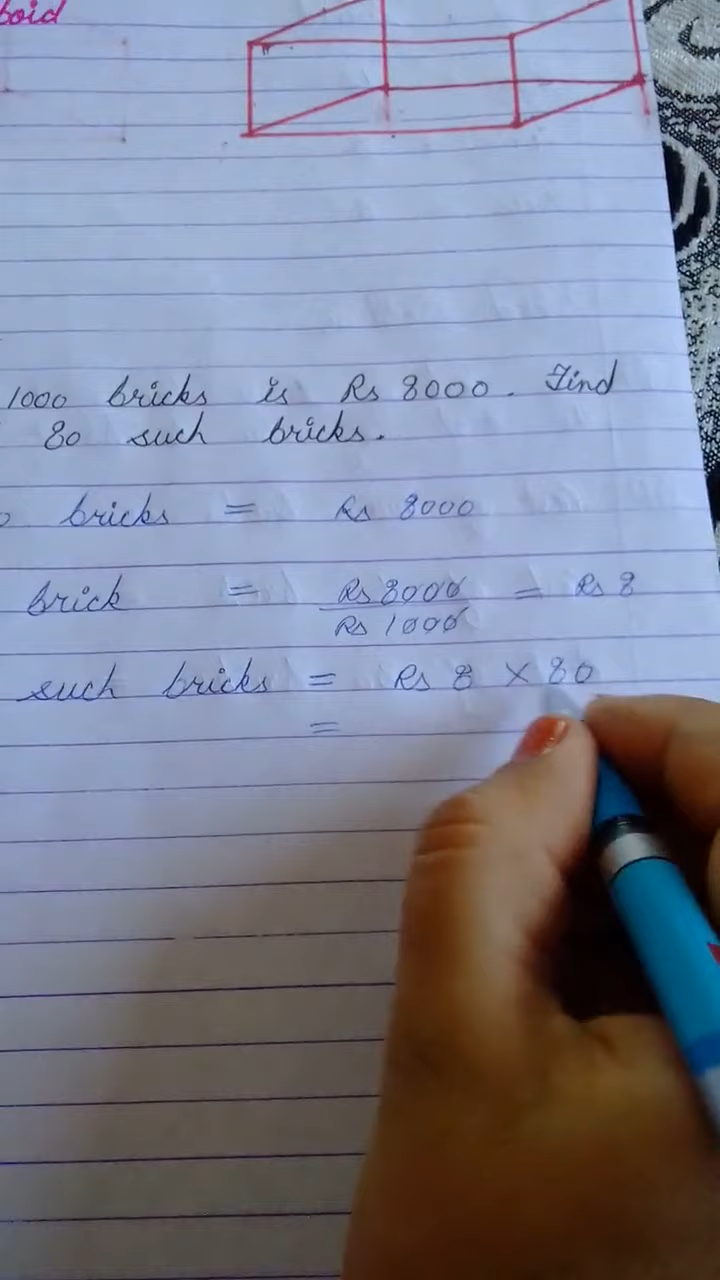 boid
1000 bricks is Rs 8000. Find
80 such bricks.
bricks = Rs 8000
brick = Rs 8000 = Rs 8
Rs 1000
such bricks = Rs 8 × 80
=